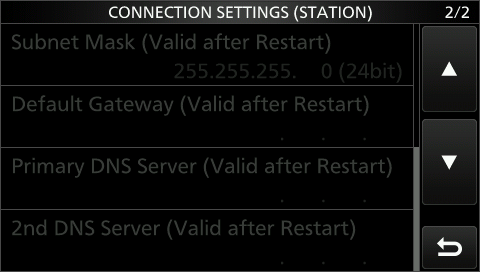 CONNECTION SETTINGS (STATION) 2/2
Subnet Mask (Valid after Restart)
255.255.255. 0 (24bit)
Default Gateway (Valid after Restart)
. . .
Primary DNS Server (Valid after Restart)
. . .
2nd DNS Server (Valid after Restart)
. . .